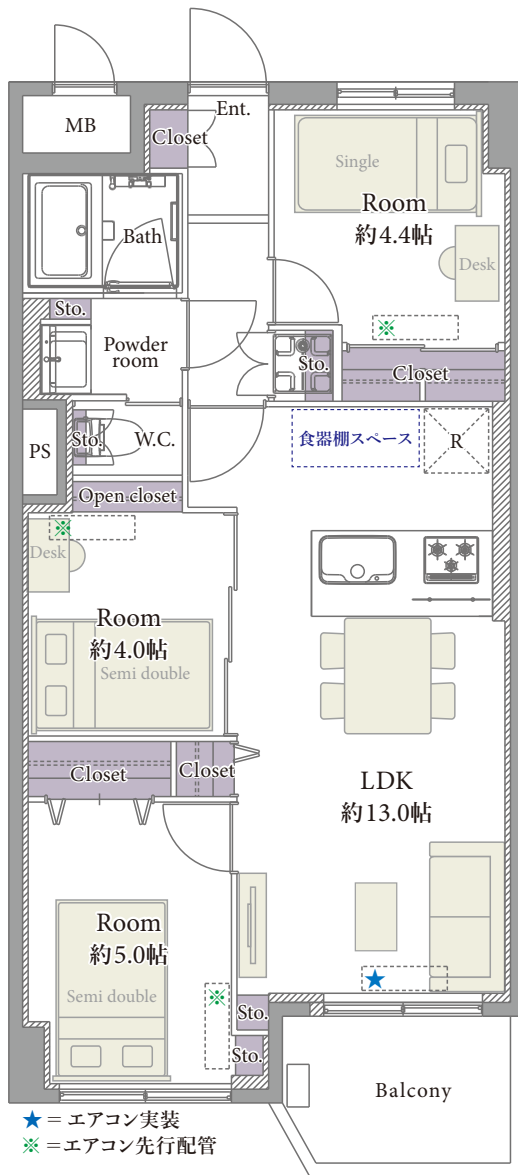 MB
Ent.
Closet
Single
Room
約4.4帖
Bath
Desk
※
Sto.
Powder
room
Sto.
Closet
PS
Sto.
W.C.
食器棚スペース
R
Open closet
※
Desk
Room
約4.0帖
Semi double
Closet
Closet
LDK
約13.0帖
Room
約5.0帖
★
※
Semi double
Sto.
Sto.
Balcony
★ = エアコン実装
※ =エアコン先行配管